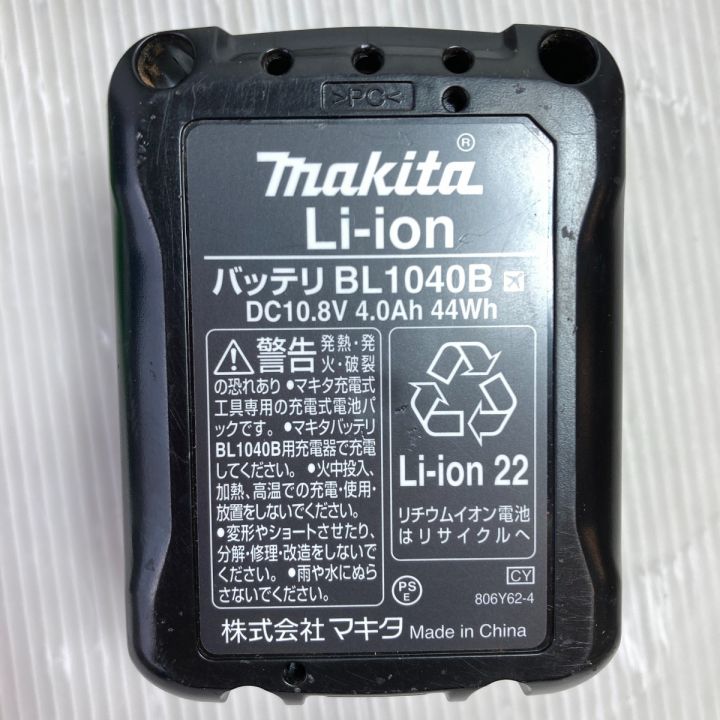 >PC<
makita®
Li-ion
バッテリ BL1040B
DC10.8V 4.0Ah 44Wh
警告 発熱・発
火・破裂
の恐れあり ●マキタ充電式
工具専用の充電式電池パ
ックです。●マキタバッテリ
BL1040B用充電器で充電
してください。●火中投入、
加熱、高温での充電・使用・
放置をしないでください。
●変形やショートさせたり、
分解・修理・改造をしないで
ください。●雨や水にぬら
さないでください。
Li-ion 22
リチウムイオン電池
はリサイクルへ
PS
E
CY
806Y62-4
株式会社 マキタ Made in China